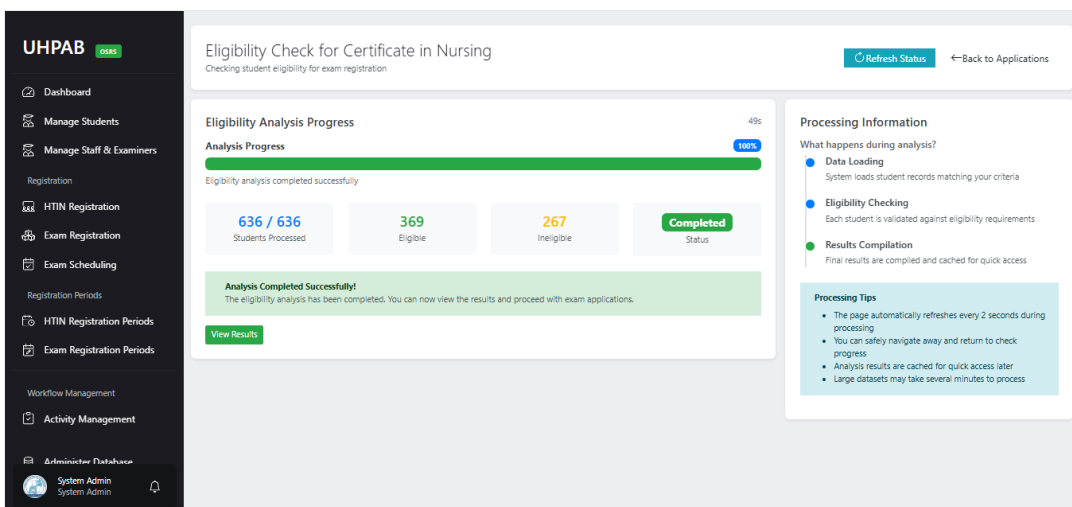 UHPAB OSRS
Dashboard
Manage Students
Manage Staff & Examiners
Registration
HTIN Registration
Exam Registration
Exam Scheduling
Registration Periods
HTIN Registration Periods
Exam Registration Periods
Workflow Management
Activity Management
Administer Database
System Admin
System Admin
Eligibility Check for Certificate in Nursing
Checking student eligibility for exam registration
Refresh Status
←Back to Applications
Eligibility Analysis Progress
49s
Analysis Progress
100%
Eligibility analysis completed successfully
636 / 636
Students Processed
369
Eligible
267
Ineligible
Completed
Status
Analysis Completed Successfully!
The eligibility analysis has been completed. You can now view the results and proceed with exam applications.
View Results
Processing Information
What happens during analysis?
Data Loading
System loads student records matching your criteria
Eligibility Checking
Each student is validated against eligibility requirements
Results Compilation
Final results are compiled and cached for quick access
Processing Tips
• The page automatically refreshes every 2 seconds during
processing
• You can safely navigate away and return to check
progress
• Analysis results are cached for quick access later
• Large datasets may take several minutes to process